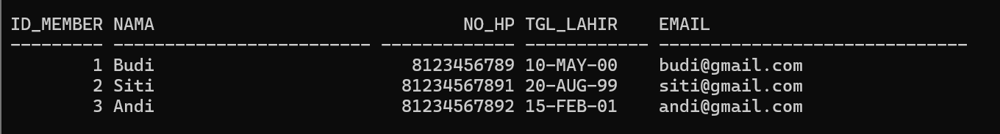 ID_MEMBER NAMA                              NO_HP TGL_LAHIR    EMAIL
--------- ------------------------- ------------- ------------ ------------------------------
        1 Budi                         8123456789 10-MAY-00    budi@gmail.com
        2 Siti                        81234567891 20-AUG-99    siti@gmail.com
        3 Andi                        81234567892 15-FEB-01    andi@gmail.com